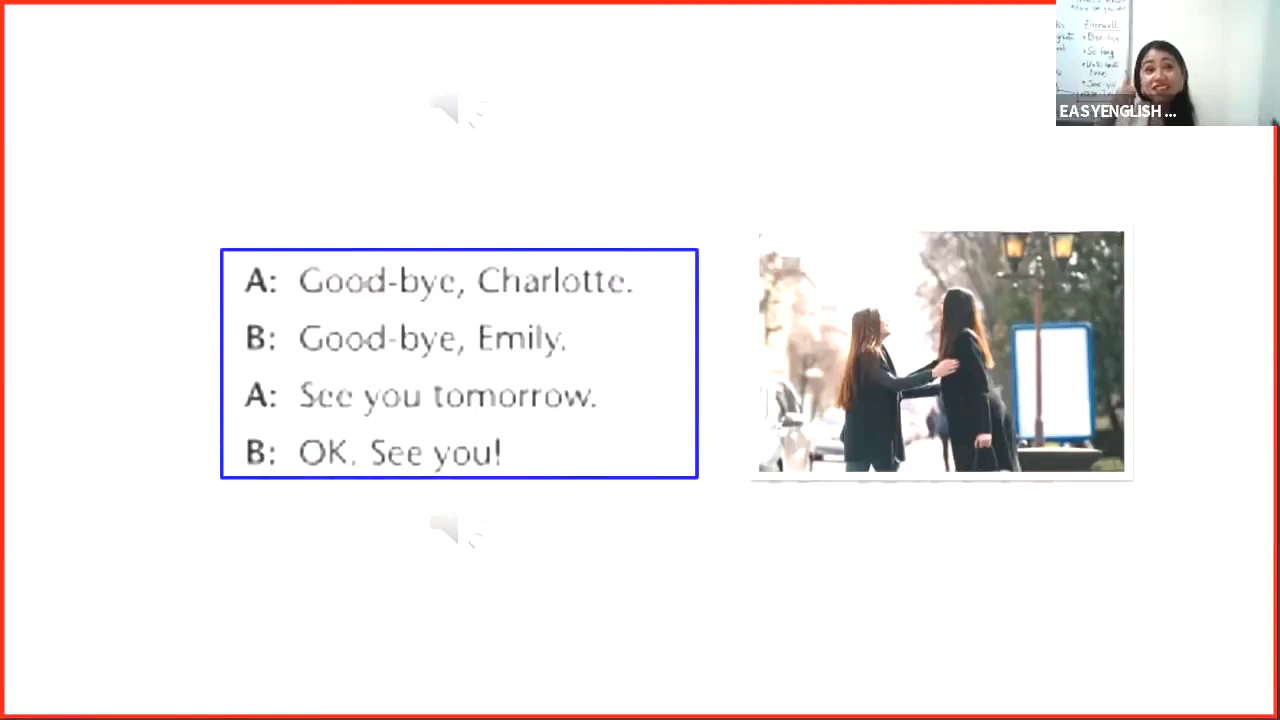 Farewell
So long
EASYENGLISH ...
A: Good-bye, Charlotte.
B: Good-bye, Emily.
A: See you tomorrow.
B: OK. See you!